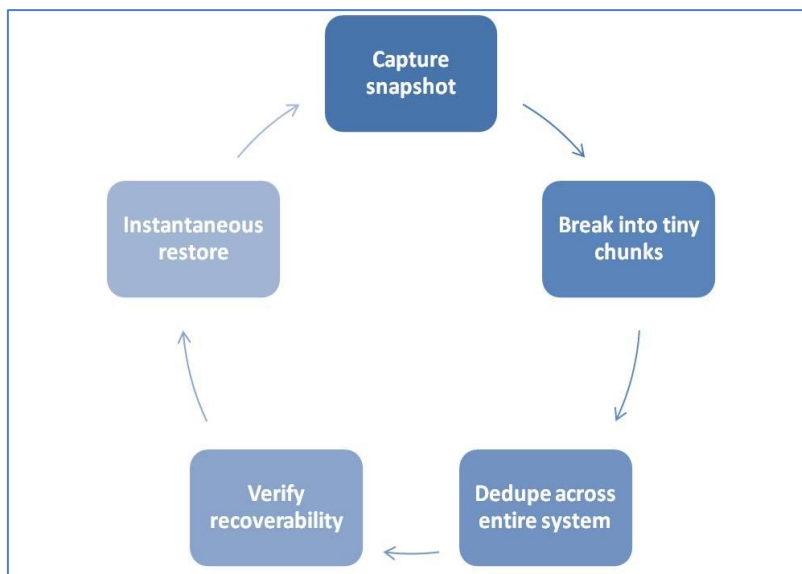 Capture
snapshot
Break into tiny
chunks
Dedupe across
entire system
Verify
recoverability
Instantaneous
restore